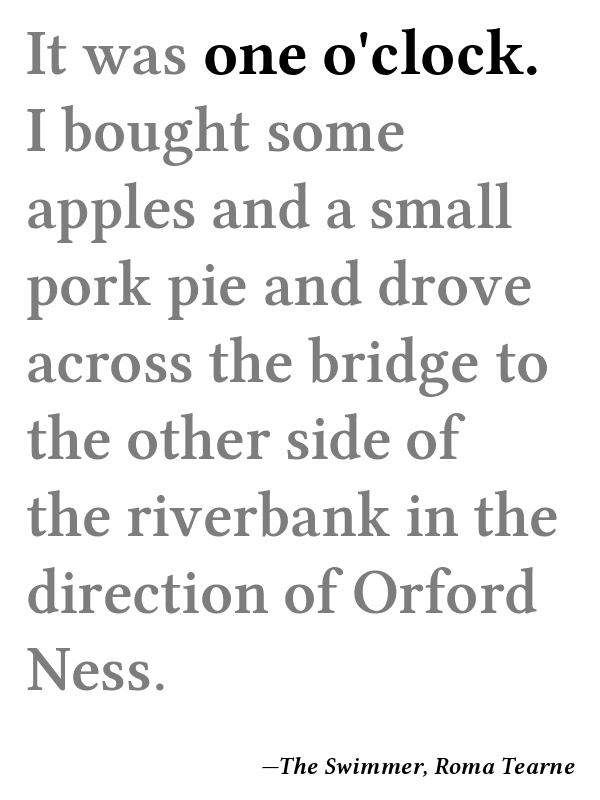 It was one o'clock.
I bought some
apples and a small
pork pie and drove
across the bridge to
the other side of
the riverbank in the
direction of Orford
Ness.
—The Swimmer, Roma Tearne